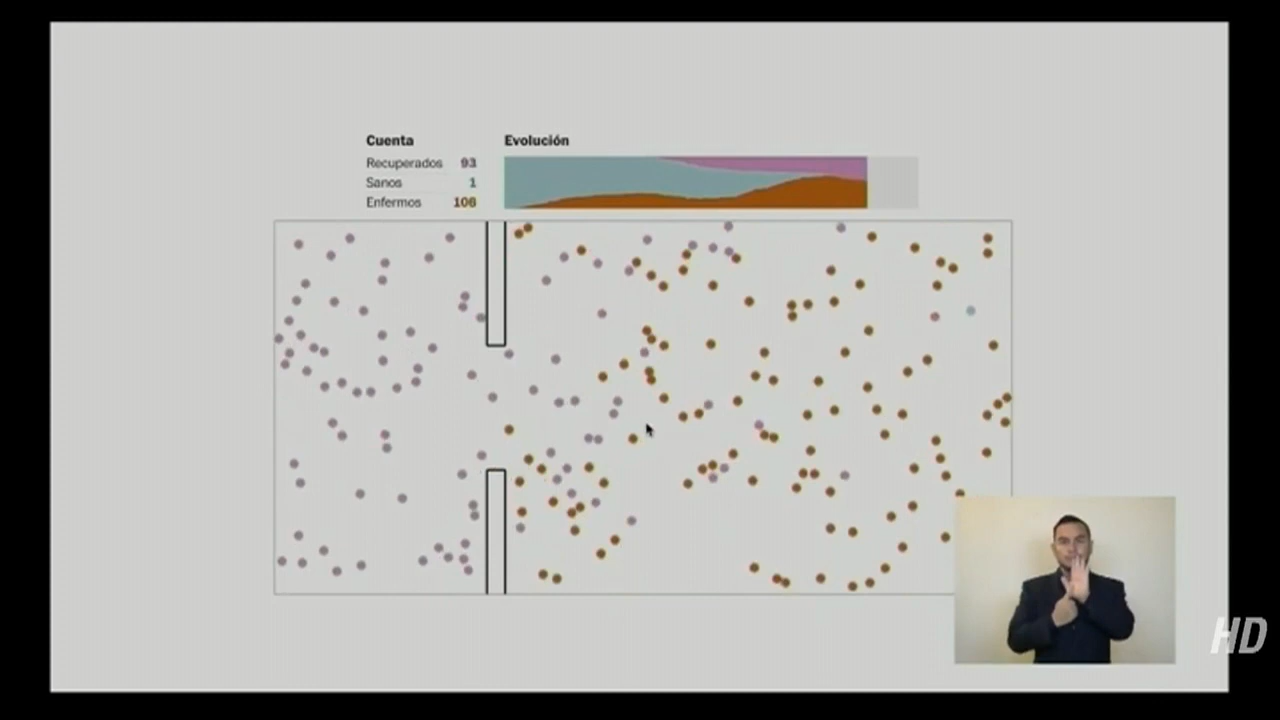 Cuenta
Recuperados 93
Sanos 1
Enfermos 106
Evolución
HD